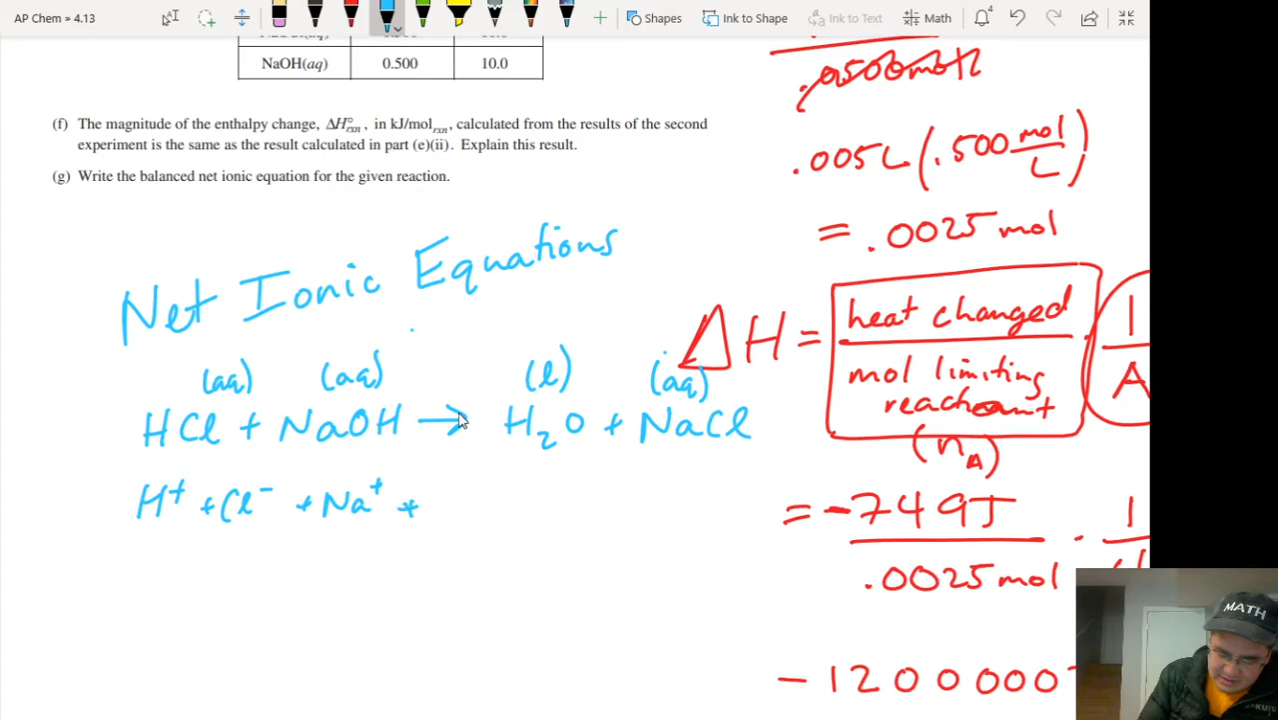 AP Chem » 4.13
Shapes
Ink to Shape
Ink to Text
Math
NaOH(aq) 0.500 10.0
(f) The magnitude of the enthalpy change, ΔH°rxn, in kJ/molrxn, calculated from the results of the second
experiment is the same as the result calculated in part (e)(ii). Explain this result.
(g) Write the balanced net ionic equation for the given reaction.
Net Ionic Equations
(aq) (aq) (l) (aq)
HCl + NaOH → H₂O + NaCl
H⁺ + Cl⁻ + Na⁺ +
.005L (.500 mol/L)
= .0025 mol
ΔH = heat changed / mol limiting reactant · 1/A
(nA)
= -749J / .0025 mol · 1
-1200000
MATH